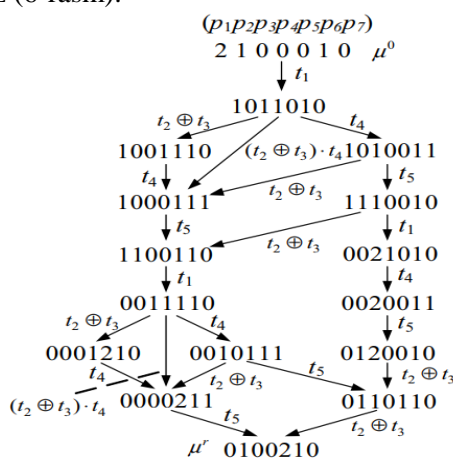 (6-rasm).
(p₁p₂p₃p₄p₅p₆p₇)
2 1 0 0 0 1 0 μ⁰
t₁
1011010
t₂ ⊕ t₃ t₄
1001110 (t₂ ⊕ t₃) · t₄ 1010011
t₄ t₂ ⊕ t₃ t₅
1000111 1110010
t₅ t₂ ⊕ t₃ t₁
1100110 0021010
t₁ t₄
0011110 0020011
t₂ ⊕ t₃ t₄ t₅
0001210 0010111 0120010
t₄ t₂ ⊕ t₃ t₅ t₂ ⊕ t₃
(t₂ ⊕ t₃) · t₄ 0000211 0110110
t₅ t₂ ⊕ t₃
μʳ 0100210